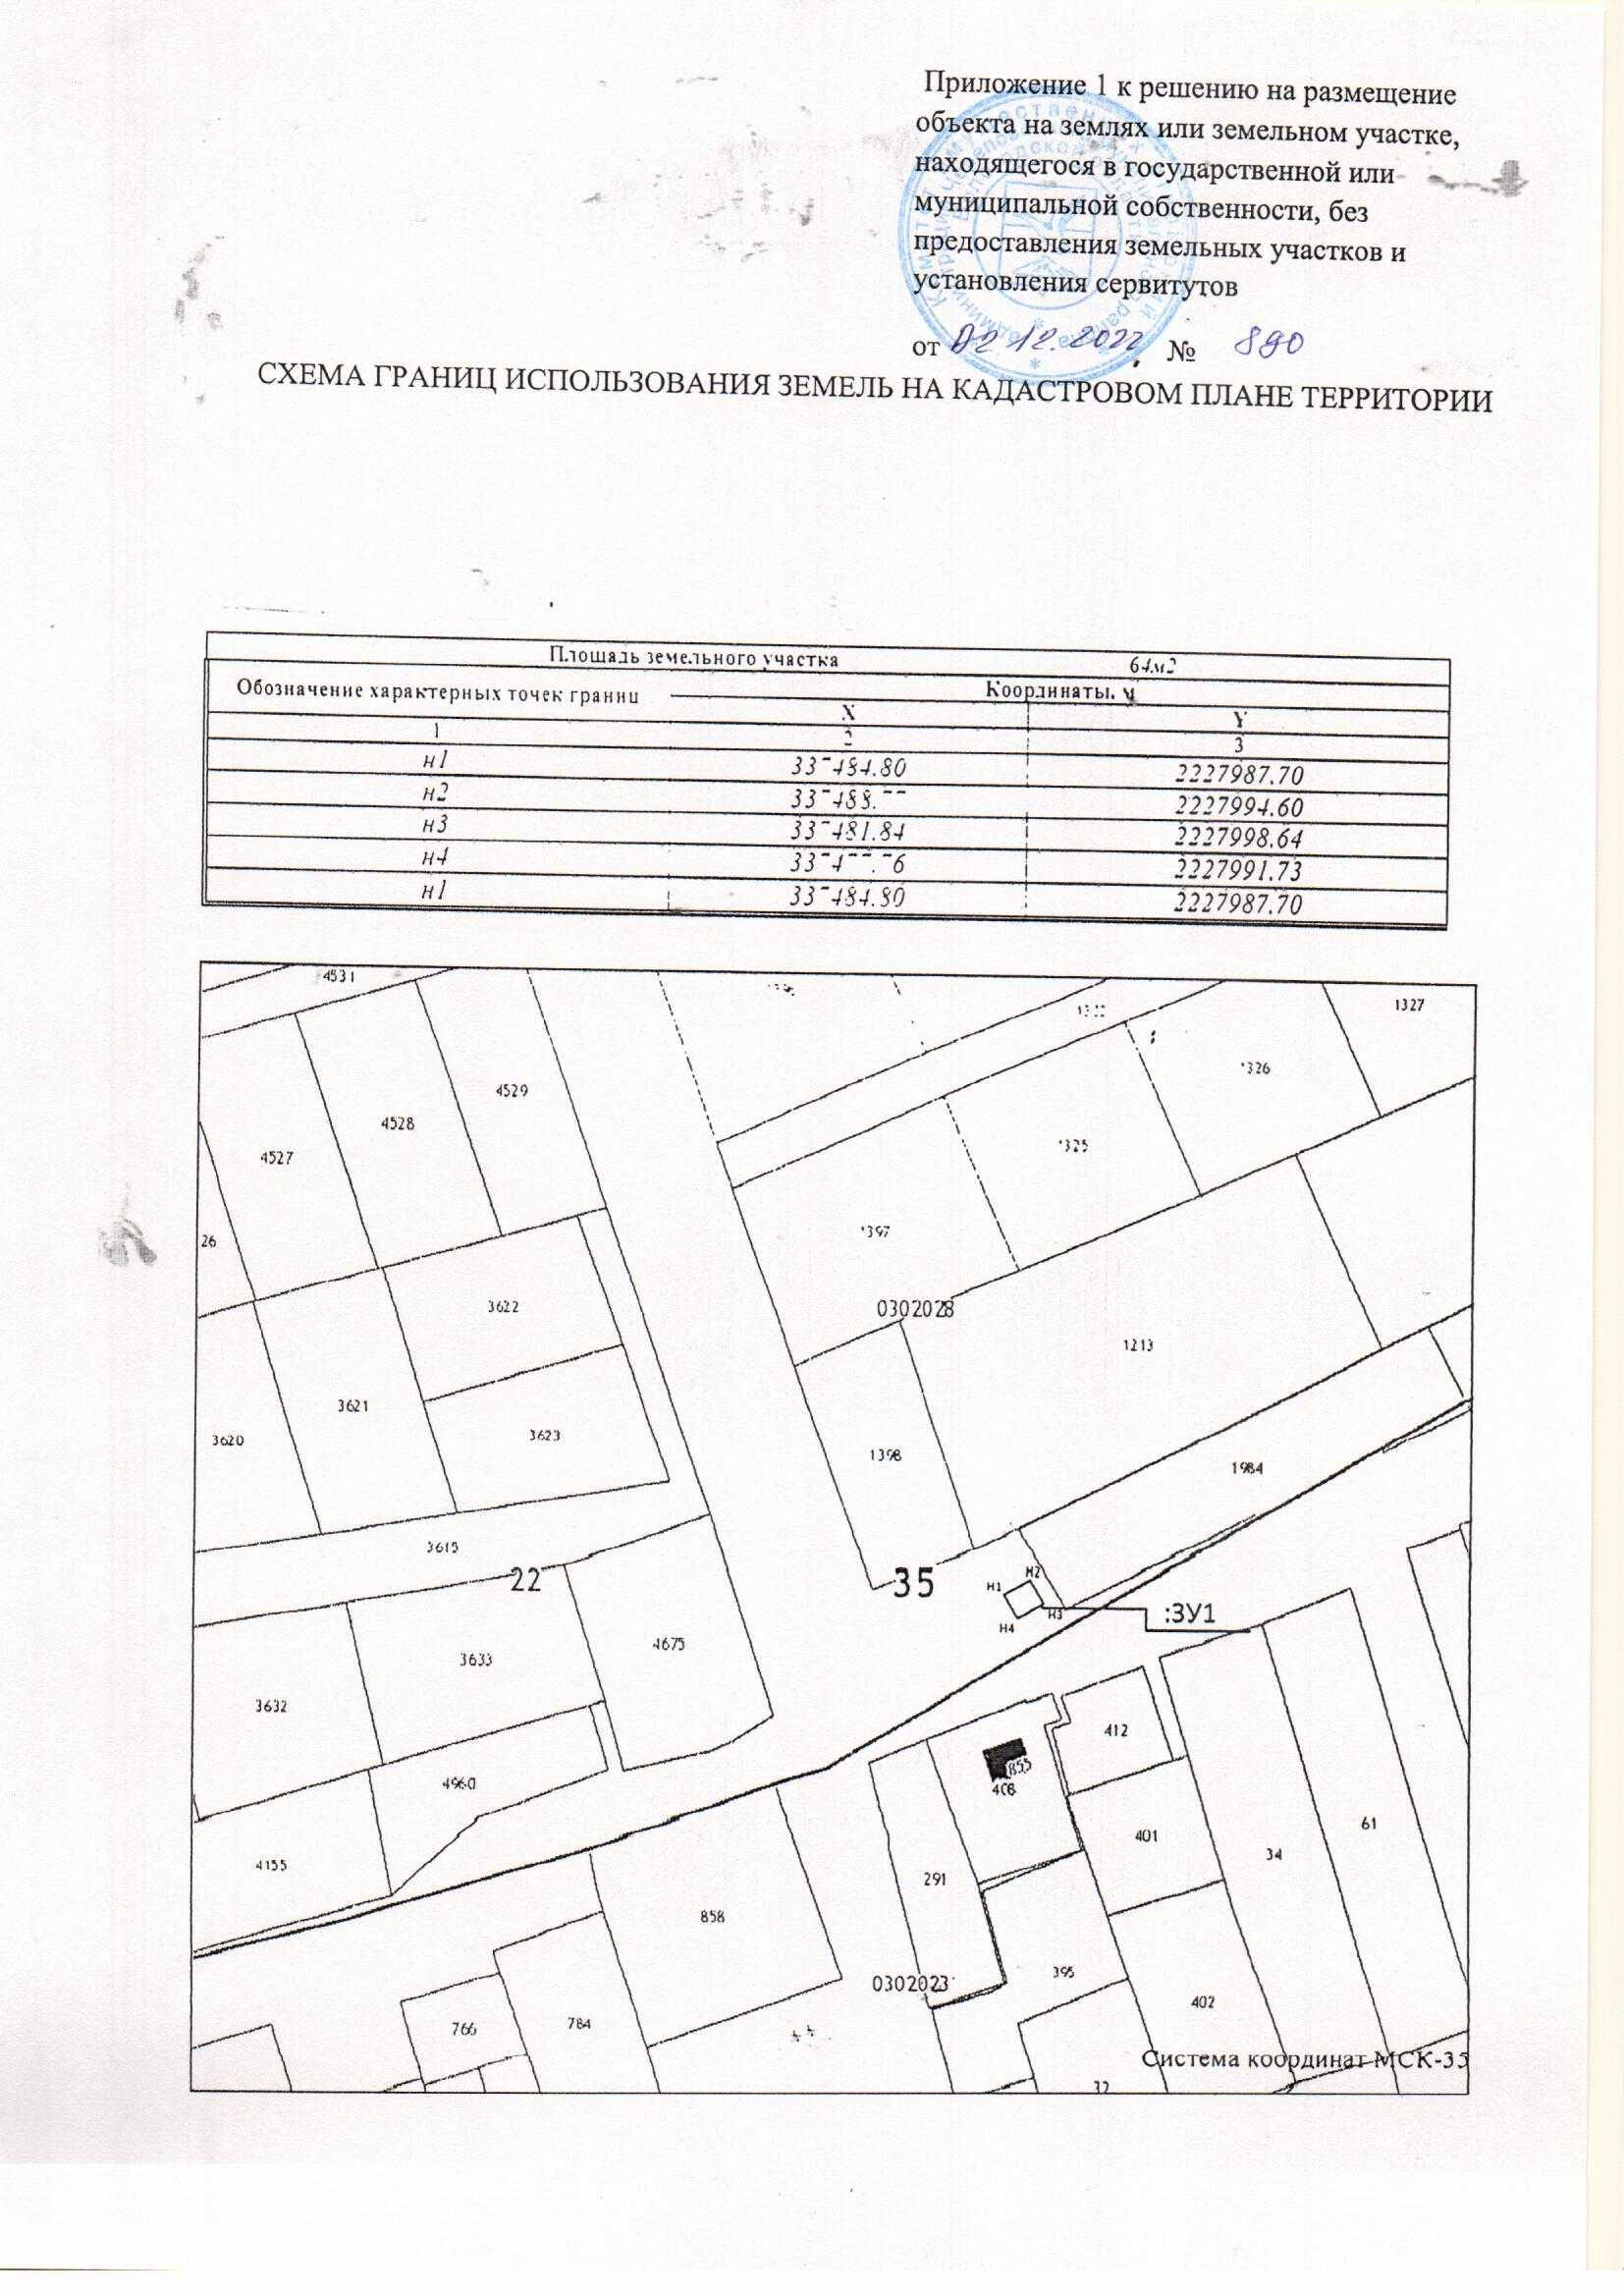 Приложение 1 к решению на размещение
объекта на землях или земельном участке,
находящегося в государственной или
муниципальной собственности, без
предоставления земельных участков и
установления сервитутов
от 02.12.2022 № 890
СХЕМА ГРАНИЦ ИСПОЛЬЗОВАНИЯ ЗЕМЕЛЬ НА КАДАСТРОВОМ ПЛАНЕ ТЕРРИТОРИИ
Площадь земельного участка 64м2
Обозначение характерных точек границ Координаты, м
X Y
1 2 3
н1 2227987.70
н2 2227994.60
н3 2227998.64
н4 2227991.73
н1 2227987.70
4531
1327
1326
4529
4528
1325
4527
1397
26
3622
0302028
1213
3621
3623
3620
1398
1984
3615
22
35
н2
н1
:ЗУ1
н3
н4
4675
3633
3632
412
855
408
4960
61
401
34
4155
291
858
395
0302023
402
784
766
Система координат МСК-35
32